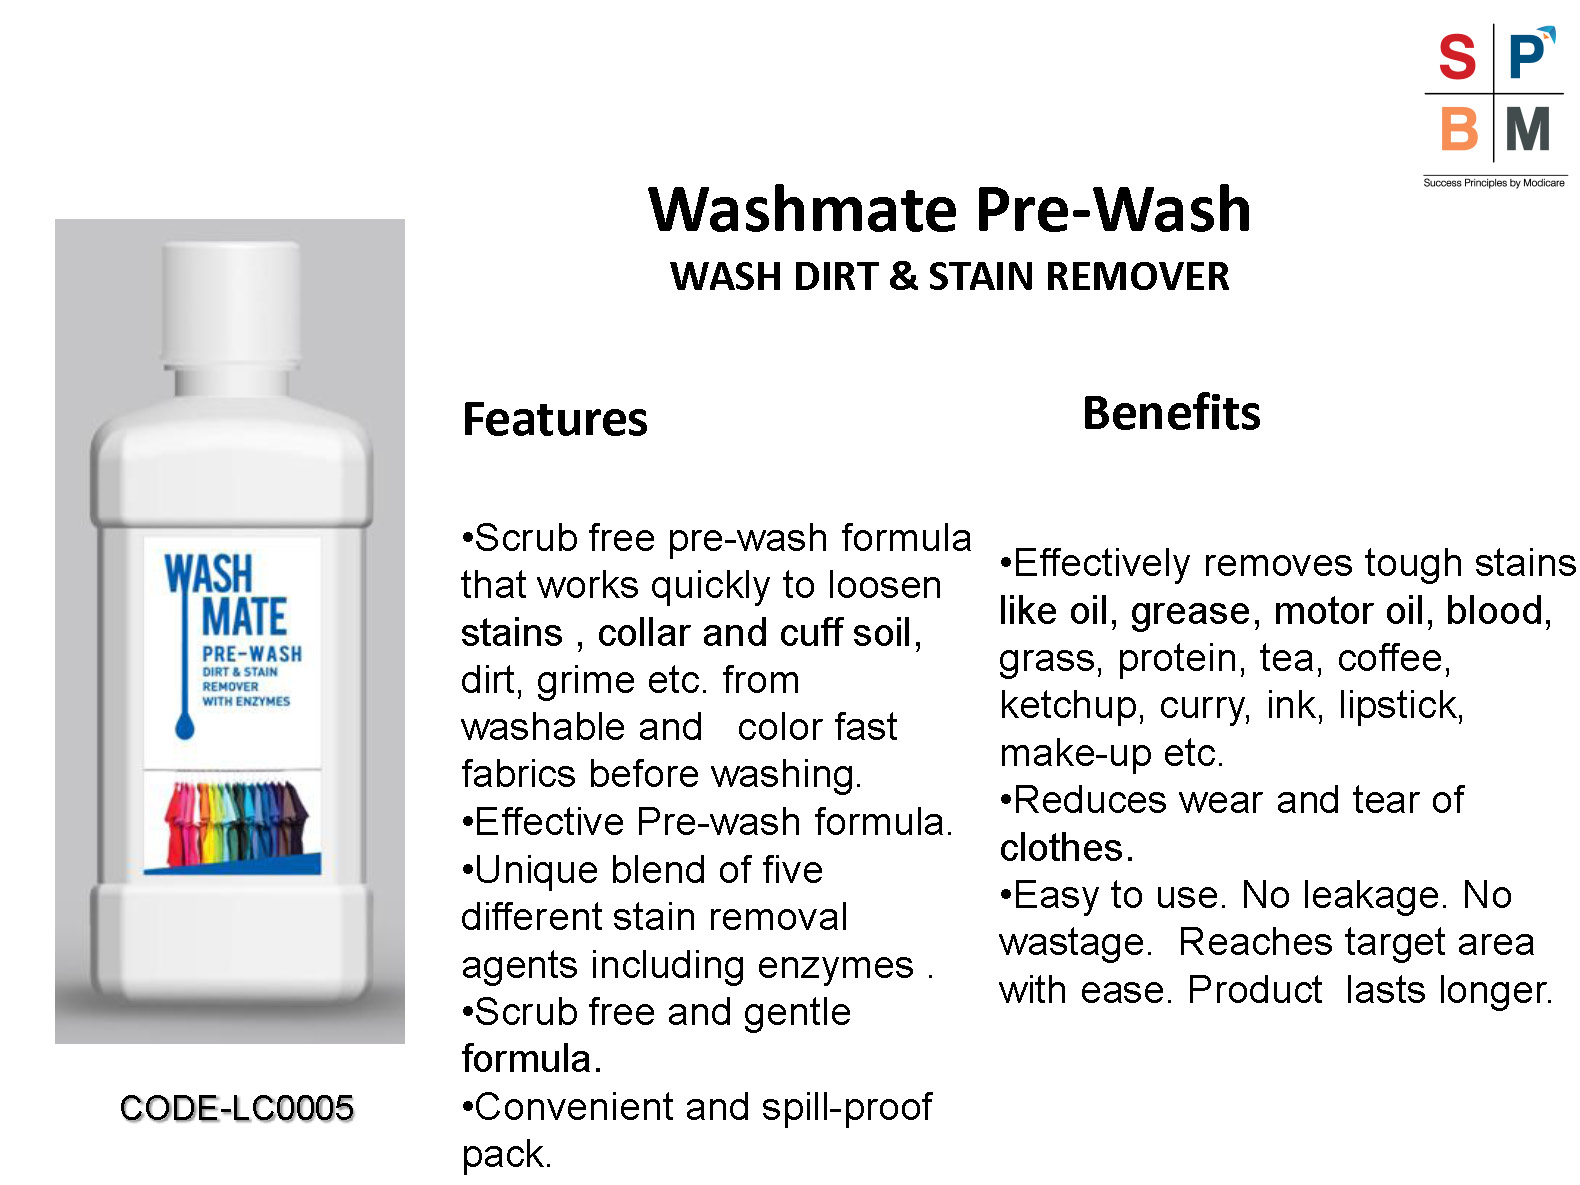 S P
B M
Success Principles by Modicare
Washmate Pre-Wash
WASH DIRT & STAIN REMOVER
WASH
MATE
PRE-WASH
DIRT & STAIN
REMOVER
WITH ENZYMES
CODE-LC0005
Features
•Scrub free pre-wash formula
that works quickly to loosen
stains , collar and cuff soil,
dirt, grime etc. from
washable and   color fast
fabrics before washing.
•Effective Pre-wash formula.
•Unique blend of five
different stain removal
agents including enzymes .
•Scrub free and gentle
formula.
•Convenient and spill-proof
pack.
Benefits
•Effectively removes tough stains
like oil, grease, motor oil, blood,
grass, protein, tea, coffee,
ketchup, curry, ink, lipstick,
make-up etc.
•Reduces wear and tear of
clothes.
•Easy to use. No leakage. No
wastage.  Reaches target area
with ease. Product  lasts longer.